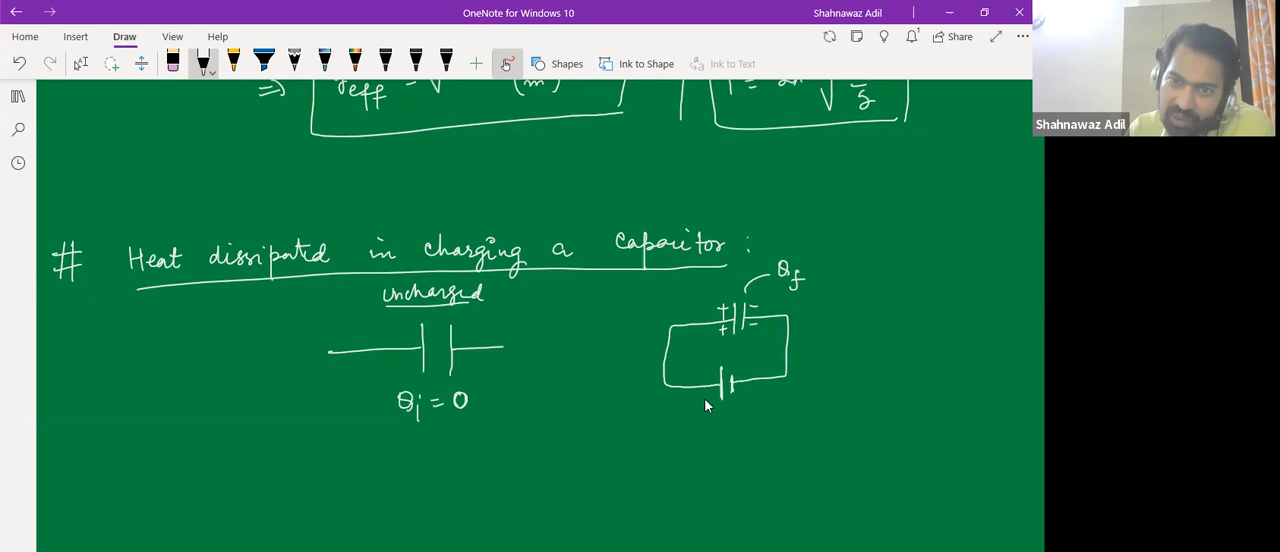 OneNote for Windows 10
Shahnawaz Adil
Home Insert Draw View Help
Share
Shapes
Ink to Shape
Ink to Text
Shahnawaz Adil
# Heat dissipated in charging a capacitor :
uncharged
Qf
+ -
+ -
Qi = 0